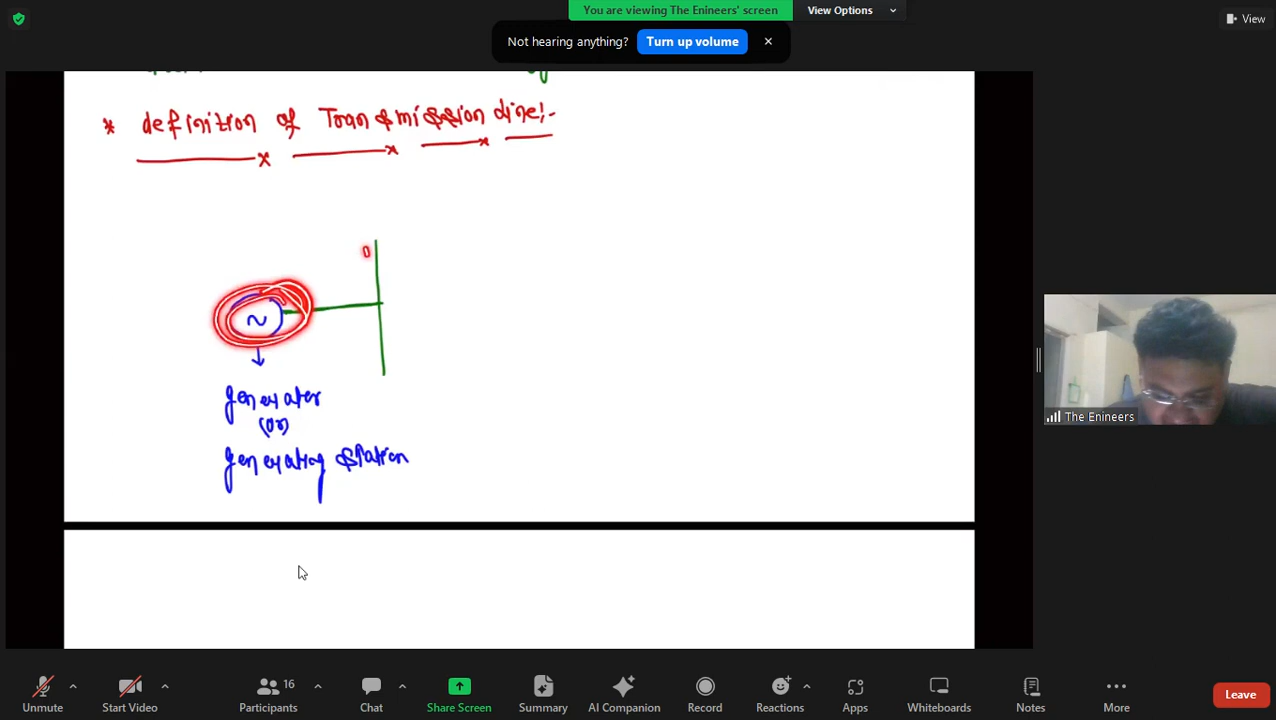 You are viewing The Enineers' screen
View Options
View
Not hearing anything?
Turn up volume
* definition of Transmission line:-
~
generator
(or)
generating station
The Enineers
Unmute
Start Video
16
Participants
Chat
Share Screen
Summary
AI Companion
Record
Reactions
Apps
Whiteboards
Notes
More
Leave